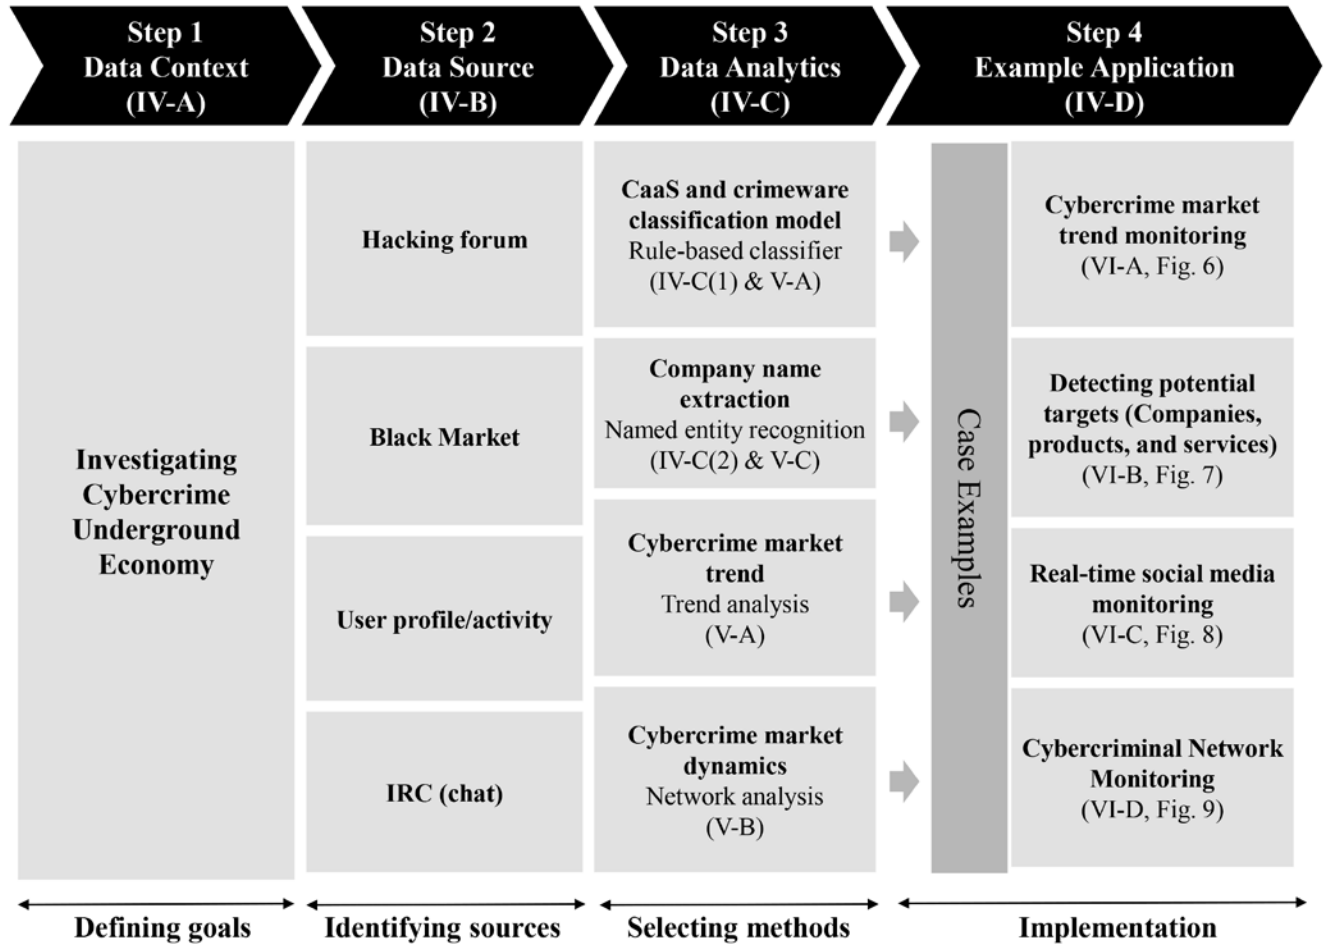 Step 1
Data Context
(IV-A)
Step 2
Data Source
(IV-B)
Step 3
Data Analytics
(IV-C)
Step 4
Example Application
(IV-D)
Investigating
Cybercrime
Underground
Economy
Hacking forum
Black Market
User profile/activity
IRC (chat)
CaaS and crimeware
classification model
Rule-based classifier
(IV-C(1) & V-A)
Company name
extraction
Named entity recognition
(IV-C(2) & V-C)
Cybercrime market
trend
Trend analysis
(V-A)
Cybercrime market
dynamics
Network analysis
(V-B)
Case Examples
Cybercrime market
trend monitoring
(VI-A, Fig. 6)
Detecting potential
targets (Companies,
products, and services)
(VI-B, Fig. 7)
Real-time social media
monitoring
(VI-C, Fig. 8)
Cybercriminal Network
Monitoring
(VI-D, Fig. 9)
Defining goals
Identifying sources
Selecting methods
Implementation